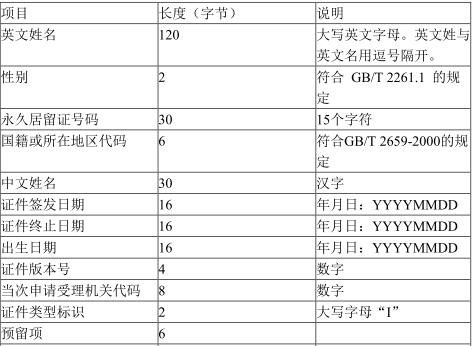 项目 长度（字节） 说明
英文姓名 120 大写英文字母。英文姓与
英文名用逗号隔开。
性别 2 符合 GB/T 2261.1 的规
定
永久居留证号码 30 15个字符
国籍或所在地区代码 6 符合GB/T 2659-2000的规
定
中文姓名 30 汉字
证件签发日期 16 年月日：YYYYMMDD
证件终止日期 16 年月日：YYYYMMDD
出生日期 16 年月日：YYYYMMDD
证件版本号 4 数字
当次申请受理机关代码 8 数字
证件类型标识 2 大写字母“I”
预留项 6